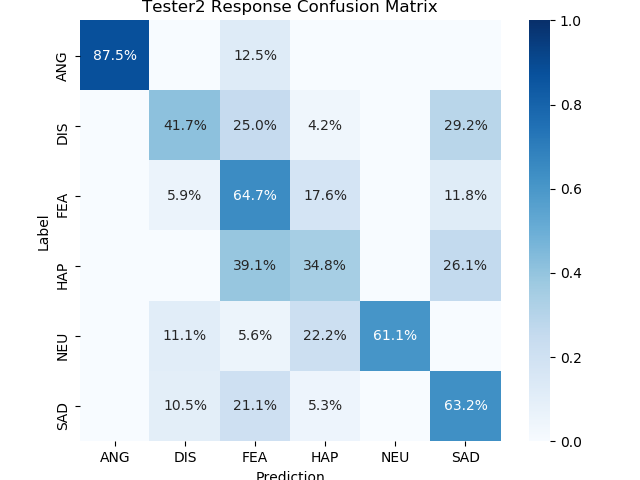 Tester2 Response Confusion Matrix
ANG 87.5% 12.5%
DIS 41.7% 25.0% 4.2% 29.2%
FEA 5.9% 64.7% 17.6% 11.8%
HAP 39.1% 34.8% 26.1%
NEU 11.1% 5.6% 22.2% 61.1%
SAD 10.5% 21.1% 5.3% 63.2%
ANG DIS FEA HAP NEU SAD
Label
Prediction
1.0
0.8
0.6
0.4
0.2
0.0